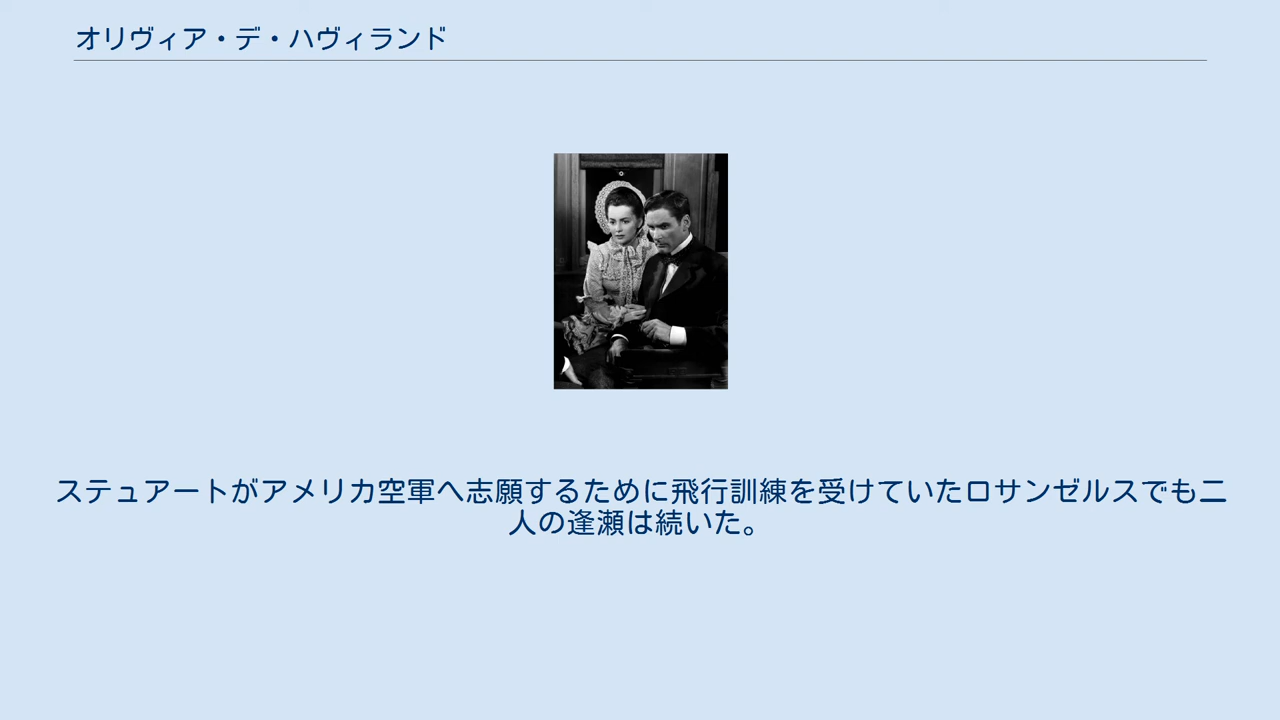 オリヴィア・デ・ハヴィランド
ステュアートがアメリカ空軍へ志願するために飛行訓練を受けていたロサンゼルスでも二
人の逢瀬は続いた。